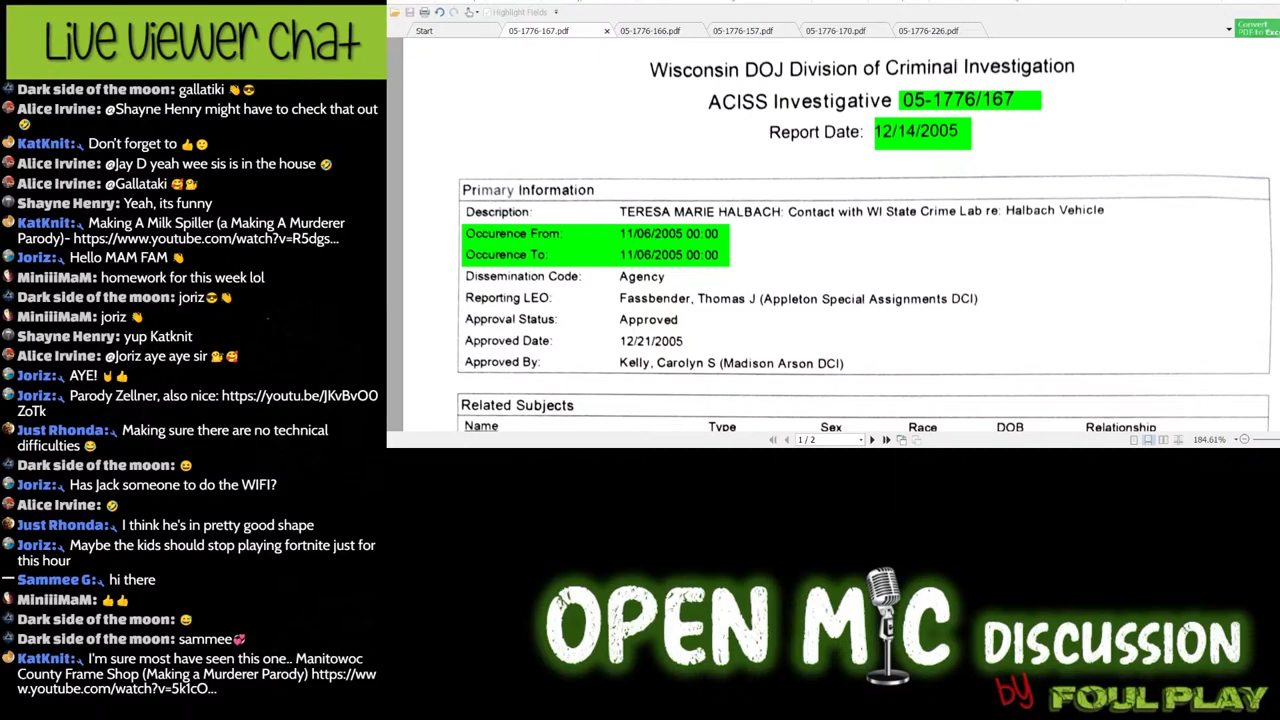 Live Viewer Chat
Dark side of the moon: gallatiki 👏😎
Alice Irvine: @Shayne Henry might have to check that out
🤣
KatKnit: Don't forget to 👍🙂
Alice Irvine: @Jay D yeah wee sis is in the house 🤣
Alice Irvine: @Gallataki 🥰💁
Shayne Henry: Yeah, its funny
KatKnit: Making A Milk Spiller (a Making A Murderer
Parody)- https://www.youtube.com/watch?v=R5dgs...
Joriz: Hello MAM FAM 👋
MiniiiMaM: homework for this week lol
Dark side of the moon: joriz😎👋
MiniiiMaM: joriz 👋
Shayne Henry: yup Katknit
Alice Irvine: @Joriz aye aye sir 💁🥰
Joriz: AYE! 🤘👍
Joriz: Parody Zellner, also nice: https://youtu.be/JKvBvO0
ZoTk
Just Rhonda: Making sure there are no technical
difficulties 😂
Dark side of the moon: 😄
Joriz: Has Jack someone to do the WIFI?
Alice Irvine: 🤣
Just Rhonda: I think he's in pretty good shape
Joriz: Maybe the kids should stop playing fortnite just for
this hour
Sammee G: hi there
MiniiiMaM: 👍👍
Dark side of the moon: 😅
Dark side of the moon: sammee💞
KatKnit: I'm sure most have seen this one.. Manitowoc
County Frame Shop (Making a Murderer Parody) https://ww
w.youtube.com/watch?v=5k1cO...
Highlight Fields
Start 05-1776-167.pdf 05-1776-166.pdf 05-1776-157.pdf 05-1776-170.pdf 05-1776-226.pdf
Convert
PDF to Exce
Wisconsin DOJ Division of Criminal Investigation
ACISS Investigative 05-1776/167
Report Date: 12/14/2005
Primary Information
Description: TERESA MARIE HALBACH: Contact with WI State Crime Lab re: Halbach Vehicle
Occurence From: 11/06/2005 00:00
Occurence To: 11/06/2005 00:00
Dissemination Code: Agency
Reporting LEO: Fassbender, Thomas J (Appleton Special Assignments DCI)
Approval Status: Approved
Approved Date: 12/21/2005
Approved By: Kelly, Carolyn S (Madison Arson DCI)
Related Subjects
Name Type Sex Race DOB Relationship
1 / 2 184.61%
OPEN MIC DISCUSSION
by FOUL PLAY